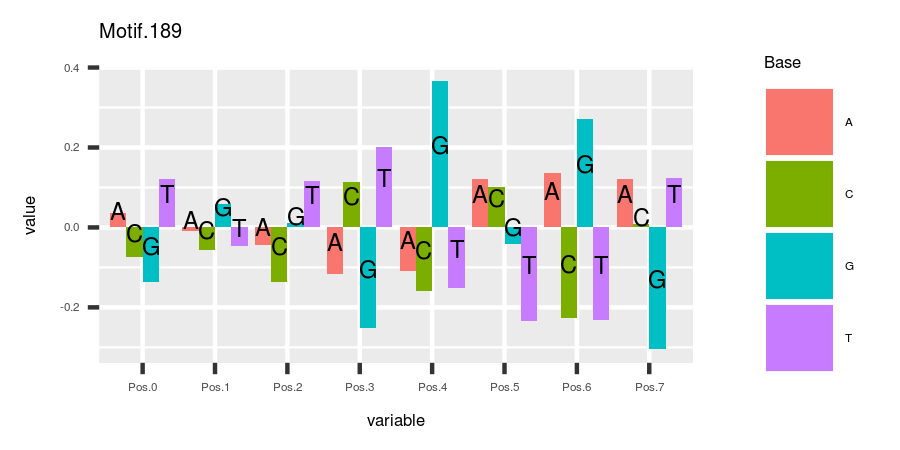 Motif.189
value
0.4
0.2
0.0
-0.2
A C G T A C G T A C G T A C G T A C G T A C G T A C G T A C G T
Pos.0 Pos.1 Pos.2 Pos.3 Pos.4 Pos.5 Pos.6 Pos.7
variable
Base
A
C
G
T